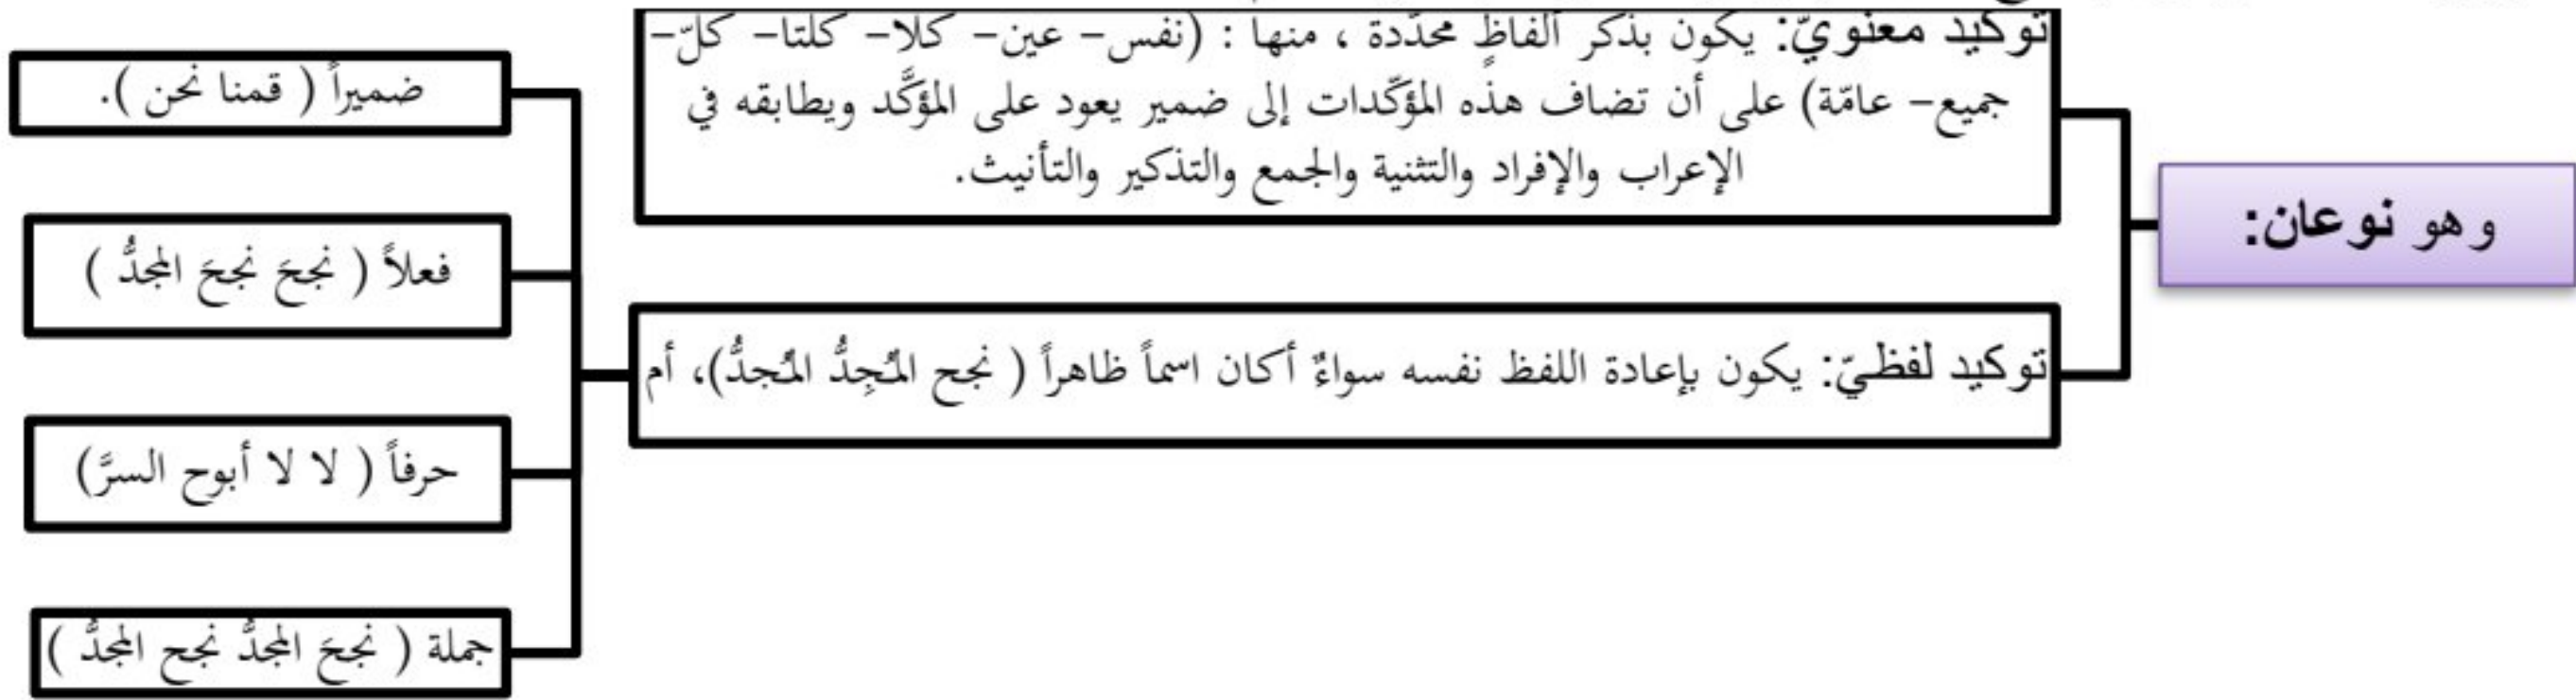 وهو نوعان:
توكيد معنويّ: يكون بذكر ألفاظٍ محدّدة ، منها : (نفس– عين– كلا– كلتا– كلّ–
جميع– عامّة) على أن تضاف هذه المؤكّدات إلى ضمير يعود على المؤكَّد ويطابقه في
الإعراب والإفراد والتثنية والجمع والتذكير والتأنيث.
توكيد لفظيّ: يكون بإعادة اللفظ نفسه سواءٌ أكان اسماً ظاهراً ( نجح المُجِدُّ المُجدُّ)، أم
ضميراً ( قمنا نحن ).
فعلاً ( نجحَ نجحَ المجدُّ )
حرفاً ( لا لا أبوح السرَّ)
جملة ( نجحَ المجدُّ نجح المجدُّ )